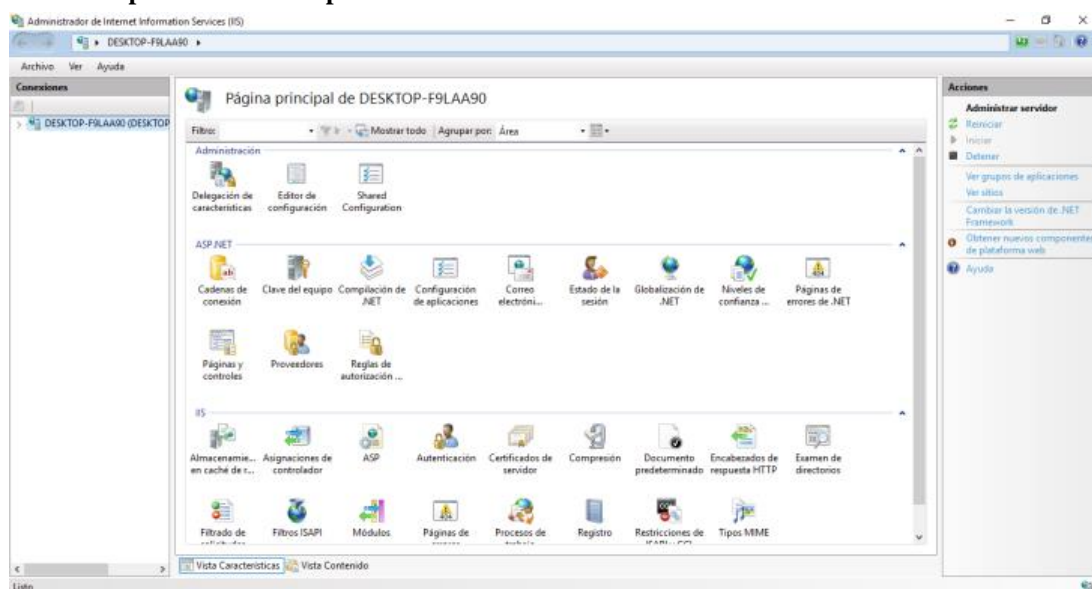 Administrador de Internet Information Services (IIS)
DESKTOP-F9LAA90
Archivo Ver Ayuda
Conexiones
DESKTOP-F9LAA90 (DESKTOP
Página principal de DESKTOP-F9LAA90
Filtro: Mostrar todo Agrupar por: Área
Administración
Delegación de características
Editor de configuración
Shared Configuration
ASP.NET
Cadenas de conexión
Clave del equipo
Compilación de .NET
Configuración de aplicaciones
Correo electróni...
Estado de la sesión
Globalización de .NET
Niveles de confianza ...
Páginas de errores de .NET
Páginas y controles
Proveedores
Reglas de autorización ...
IIS
Almacenamie... en caché de r...
Asignaciones de controlador
ASP
Autenticación
Certificados de servidor
Compresión
Documento predeterminado
Encabezados de respuesta HTTP
Examen de directorios
Filtrado de
Filtros ISAPI
Módulos
Páginas de
Procesos de
Registro
Restricciones de
Tipos MIME
Vista Características Vista Contenido
Acciones
Administrar servidor
Reiniciar
Iniciar
Detener
Ver grupos de aplicaciones
Ver sitios
Cambiar la versión de .NET
Framework
Obtener nuevos componentes
de plataforma web
Ayuda
Listo